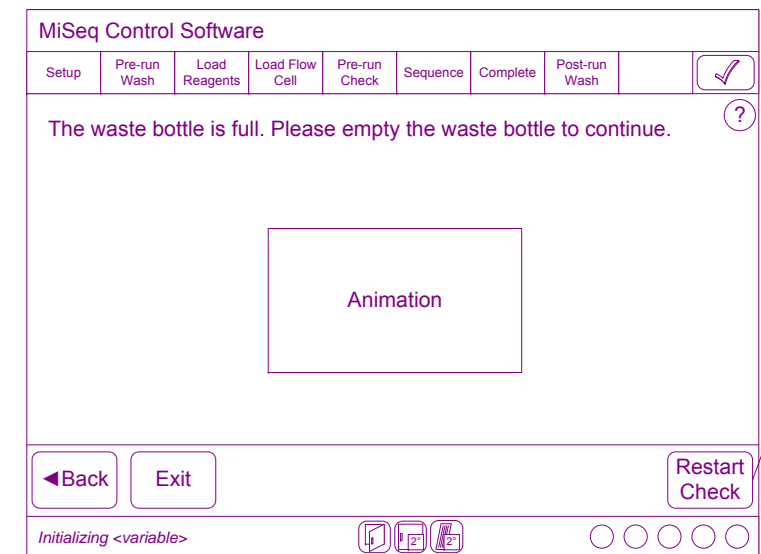 MiSeq Control Software
Setup
Pre-run
Wash
Load
Reagents
Load Flow
Cell
Pre-run
Check
Sequence
Complete
Post-run
Wash
?
The waste bottle is full. Please empty the waste bottle to continue.
Animation
◄Back
Exit
Restart
Check
Initializing <variable>
2°
2°